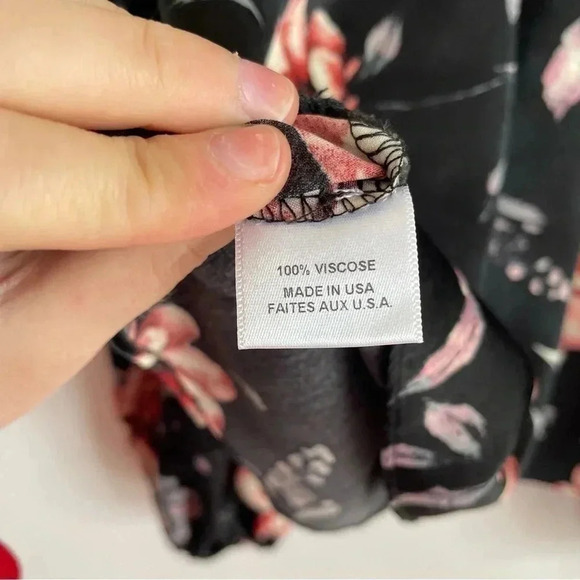 100% VISCOSE
MADE IN USA
FAITES AUX U.S.A.